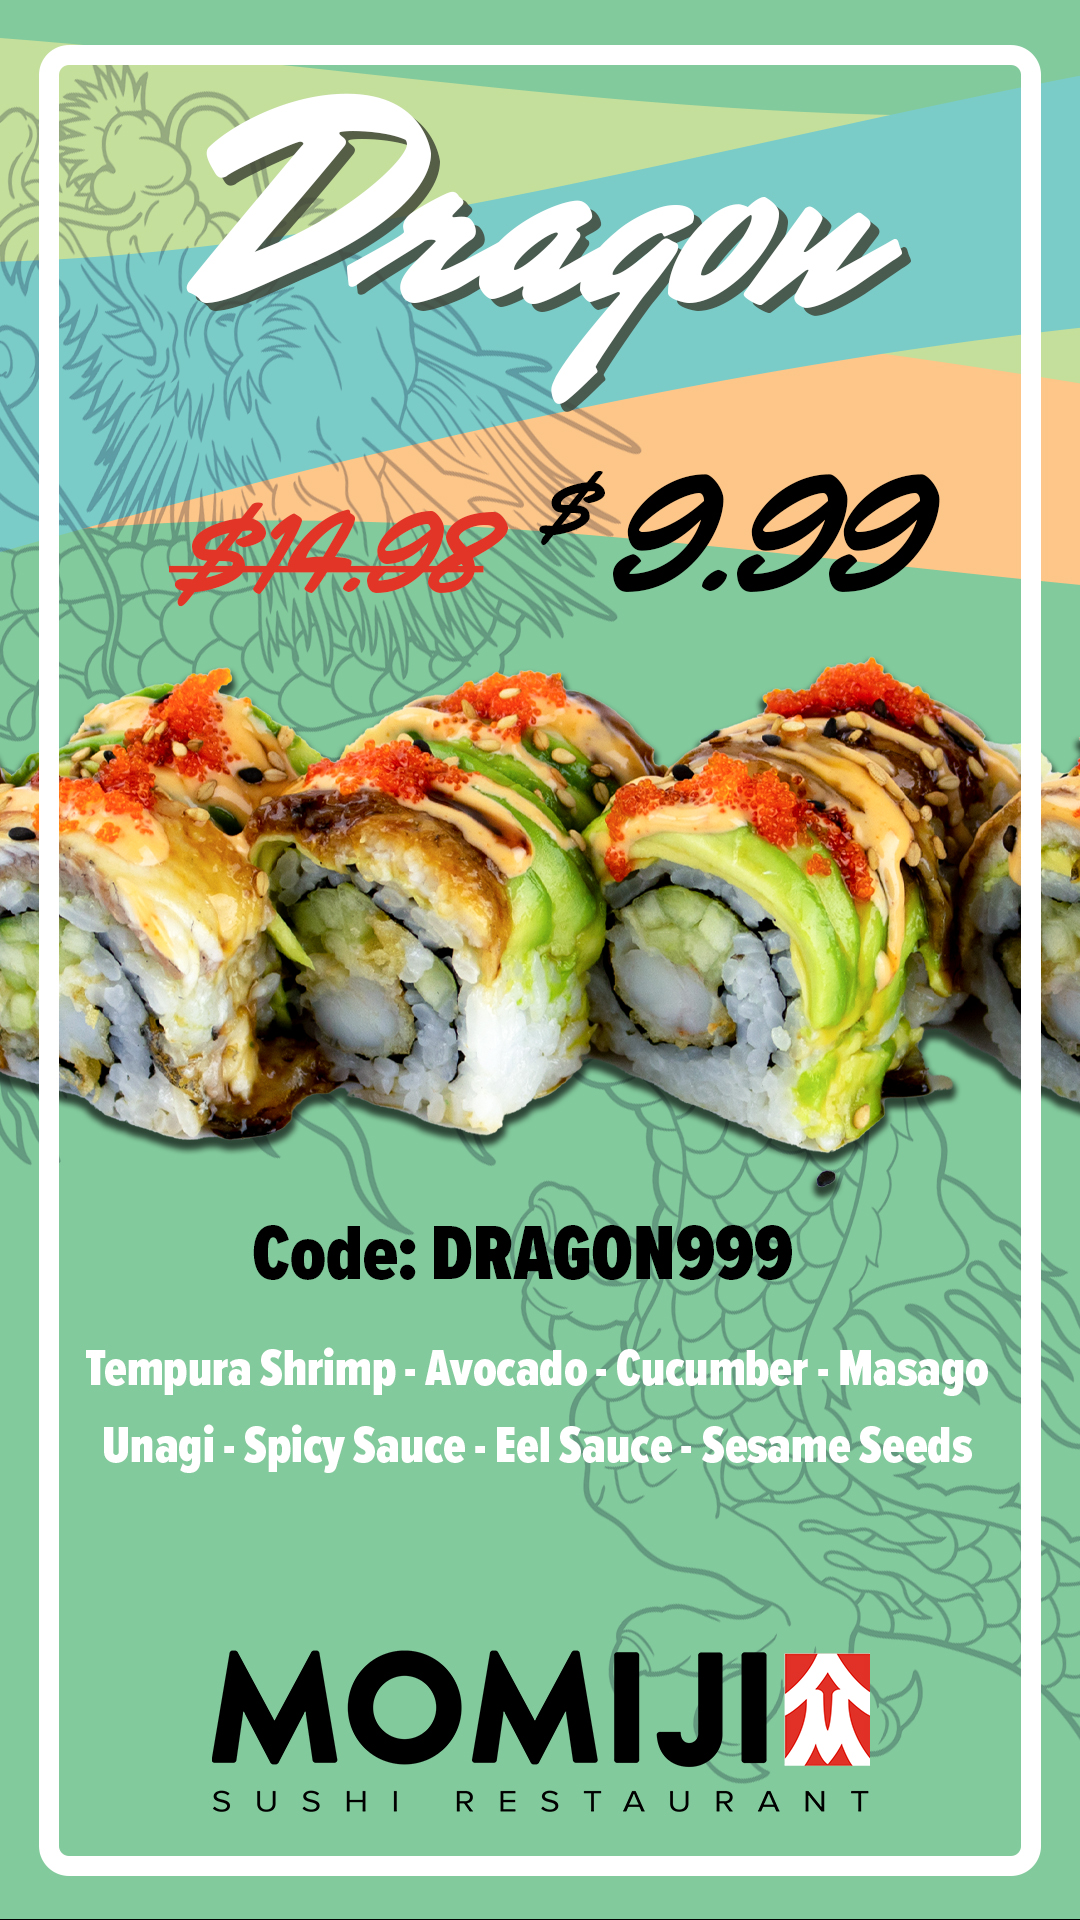 Dragon
$14.98 $9.99
Code: DRAGON999
Tempura Shrimp - Avocado - Cucumber - Masago
Unagi - Spicy Sauce - Eel Sauce - Sesame Seeds
MOMIJI
SUSHI RESTAURANT